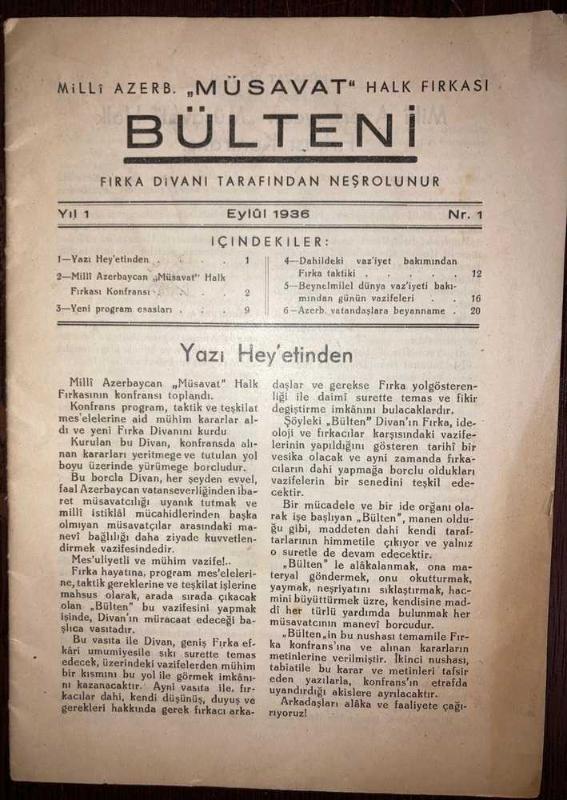 MİLLÎ AZERB. „MÜSAVAT" HALK FIRKASI
BÜLTENİ
FIRKA DİVANI TARAFINDAN NEŞROLUNUR
Yıl 1 Eylûl 1936 Nr. 1
İÇİNDEKİLER:
1—Yazı Hey'etinden . . . . 1
2—Millî Azerbaycan „Müsavat" Halk
Fırkası Konfransı . . . . 2
3—Yeni program esasları . . . 9
4—Dahildeki vaz'iyet bakımından
Fırka taktiki . . . . . . 12
5—Beynelmilel dünya vaz'iyeti bakı-
mından günün vazifeleri . . 16
6—Azerb. vatandaşlara beyanname . 20
Yazı Hey'etinden
Millî Azerbaycan „Müsavat" Halk
Fırkasının konfransı toplandı.
Konfrans program, taktik ve teşkilat
mes'elelerine aid mühim kararlar al-
dı ve yeni Fırka Divanını kurdu
Kurulan bu Divan, konfransda alı-
nan kararları yeritmege ve tutulan yol
boyu üzerinde yürümege borcludur.
Bu borcla Divan, her şeyden evvel,
faal Azerbaycan vatanseverliğinden iba-
ret müsavatcılığı uyanık tutmak ve
millî istiklâl mücahidlerinden başka
olmıyan müsavatçılar arasındaki ma-
nevî bağlılığı daha ziyade kuvvetlen-
dirmek vazifesindedir.
Mes'uliyetli ve mühim vazife!..
Fırka hayatına, program mes'eleleri-
ne, taktik gereklerine ve teşkilat işlerine
mahsus olarak, arada sırada çıkacak
olan „Bülten" bu vazifesini yapmak
işinde, Divan'ın müracaat edeceği ba-
şlıca vasıtadır.
Bu vasıta ile Divan, geniş Fırka ef-
kâri umumiyesile sıkı surette temas
edecek, üzerindeki vazifelerden mühim
bir kısmını bu yol ile görmek imkânı-
nı kazanacaktır. Ayni vasıta ile, fır-
kacılar dahi, kendi düşünüş, duyuş ve
gerekleri hakkında gerek fırkacı arka-
daşlar ve gerekse Fırka yolgösteren-
liği ile daimî surette temas ve fikir
degiştirme imkânını bulacaklardır.
Şöyleki „Bülten" Divan'ın Fırka, ide-
oloji ve fırkacılar karşısındaki vazife-
lerinin yapıldığını gösteren tarihî bir
vesika olacak ve ayni zamanda fırka-
cıların dahi yapmağa borclu oldukları
vazifelerin bir senedini teşkil ede-
cektir.
Bir mücadele ve bir ide organı ola-
rak işe başlıyan „Bülten", manen oldu-
ğu gibi, maddeten dahi kendi taraf-
tarlarının himmetile çıkıyor ve yalnız
o suretle de devam edecektir.
„Bülten" le alâkalanmak, ona ma-
teryal göndermek, onu okutturmak,
yaymak, neşriyatını sıklaştırmak, hac-
mini büyüttürmek üzre, kendisine mad-
dî her türlü yardımda bulunmak her
müsavatcının manevî borcudur.
„Bülten„in bu nushası temamile Fır-
ka konfrans'ına ve alınan kararların
metinlerine verilmiştir. İkinci nushası,
tabiatile bu karar ve metinleri tafsir
eden yazılarla, konfrans'ın etrafda
uyandırdığı akislere ayrılacaktır.
Arkadaşları alâka ve faaliyete çağı-
rıyoruz!